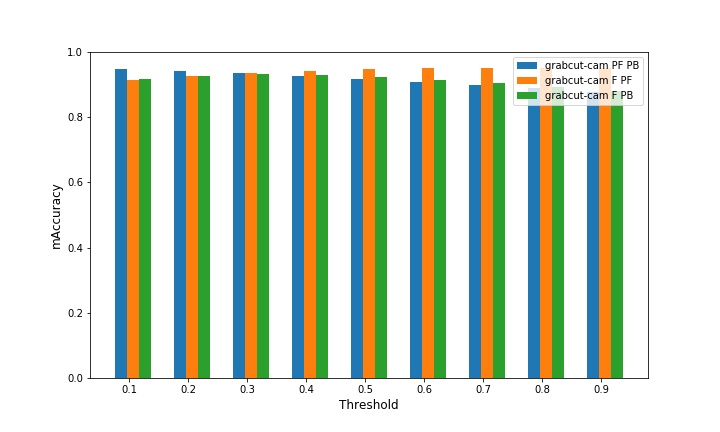 1.0
0.8
0.6
0.4
0.2
0.0
mAccuracy
grabcut-cam PF PB
grabcut-cam F PF
grabcut-cam F PB
0.1 0.2 0.3 0.4 0.5 0.6 0.7 0.8 0.9
Threshold